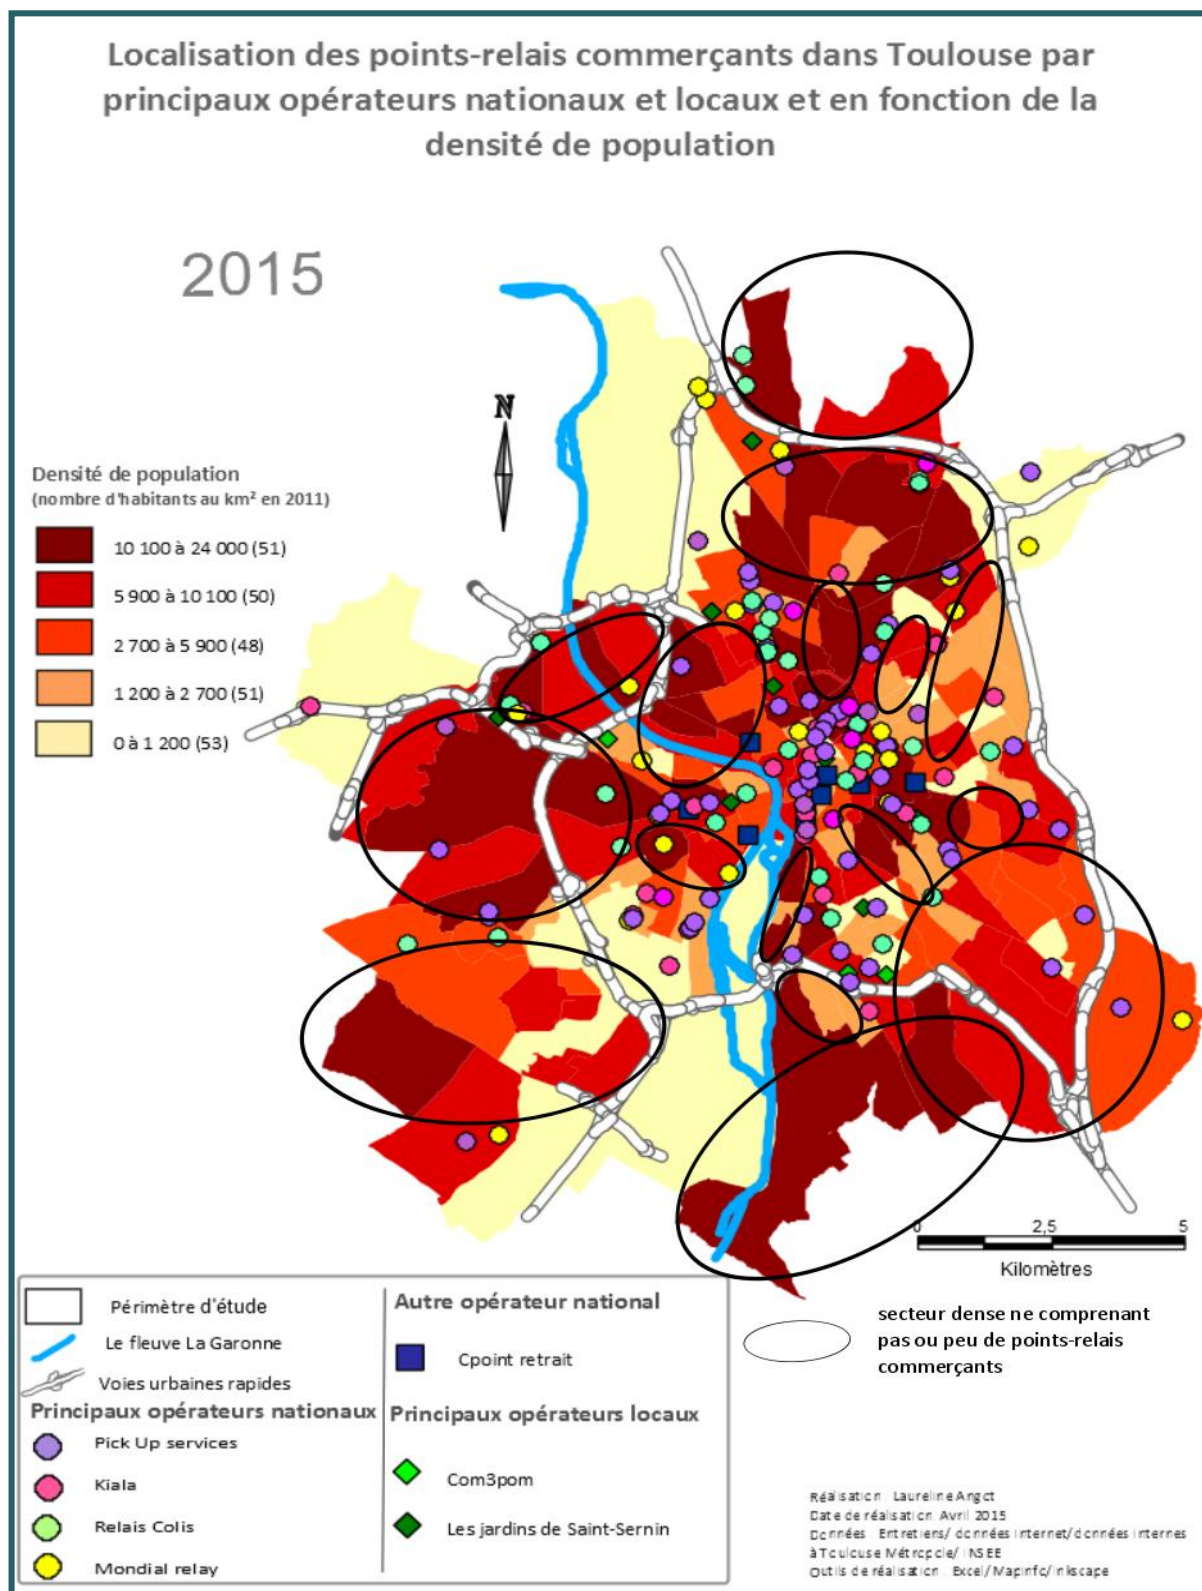 Localisation des points-relais commerçants dans Toulouse par
principaux opérateurs nationaux et locaux et en fonction de la
densité de population
2015
N
Densité de population
(nombre d'habitants au km² en 2011)
10 100 à 24 000 (51)
5 900 à 10 100 (50)
2 700 à 5 900 (48)
1 200 à 2 700 (51)
0 à 1 200 (53)
0 2,5 5
Kilomètres
Périmètre d'étude
Le fleuve La Garonne
Voies urbaines rapides
Principaux opérateurs nationaux
Pick Up services
Kiala
Relais Colis
Mondial relay
Autre opérateur national
Cpoint retrait
Principaux opérateurs locaux
Com3pom
Les jardins de Saint-Sernin
secteur dense ne comprenant
pas ou peu de points-relais
commerçants
Réalisation : Laureline Angot
Date de réalisation : Avril 2015
Données : Entretiens/ données internet/données internes
à Toulouse Métropole/ INSEE
Outils de réalisation : Excel/Mapinfo/Inkscape